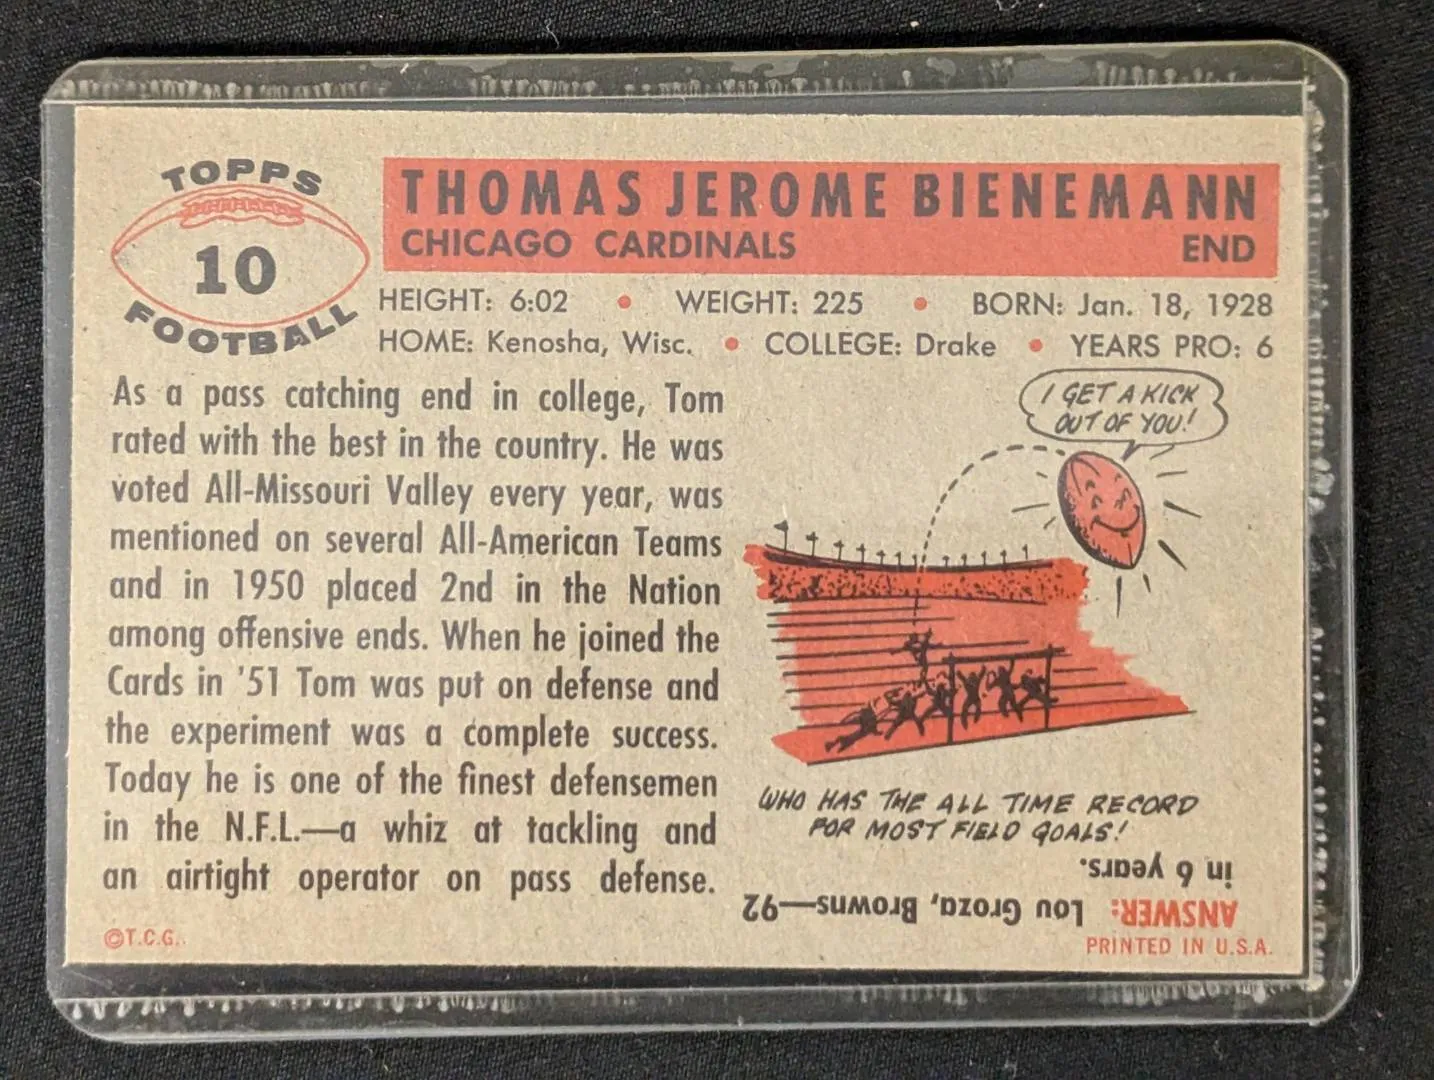 TOPPS
10
FOOTBALL
THOMAS JEROME BIENEMANN
CHICAGO CARDINALS END
HEIGHT: 6:02 • WEIGHT: 225 • BORN: Jan. 18, 1928
HOME: Kenosha, Wisc. • COLLEGE: Drake • YEARS PRO: 6
As a pass catching end in college, Tom
rated with the best in the country. He was
voted All-Missouri Valley every year, was
mentioned on several All-American Teams
and in 1950 placed 2nd in the Nation
among offensive ends. When he joined the
Cards in '51 Tom was put on defense and
the experiment was a complete success.
Today he is one of the finest defensemen
in the N.F.L.—a whiz at tackling and
an airtight operator on pass defense.
©T.C.G.
I GET A KICK
OUT OF YOU!
WHO HAS THE ALL TIME RECORD
FOR MOST FIELD GOALS!
ANSWER: Lou Groza, Browns—92
in 6 years.
PRINTED IN U.S.A.